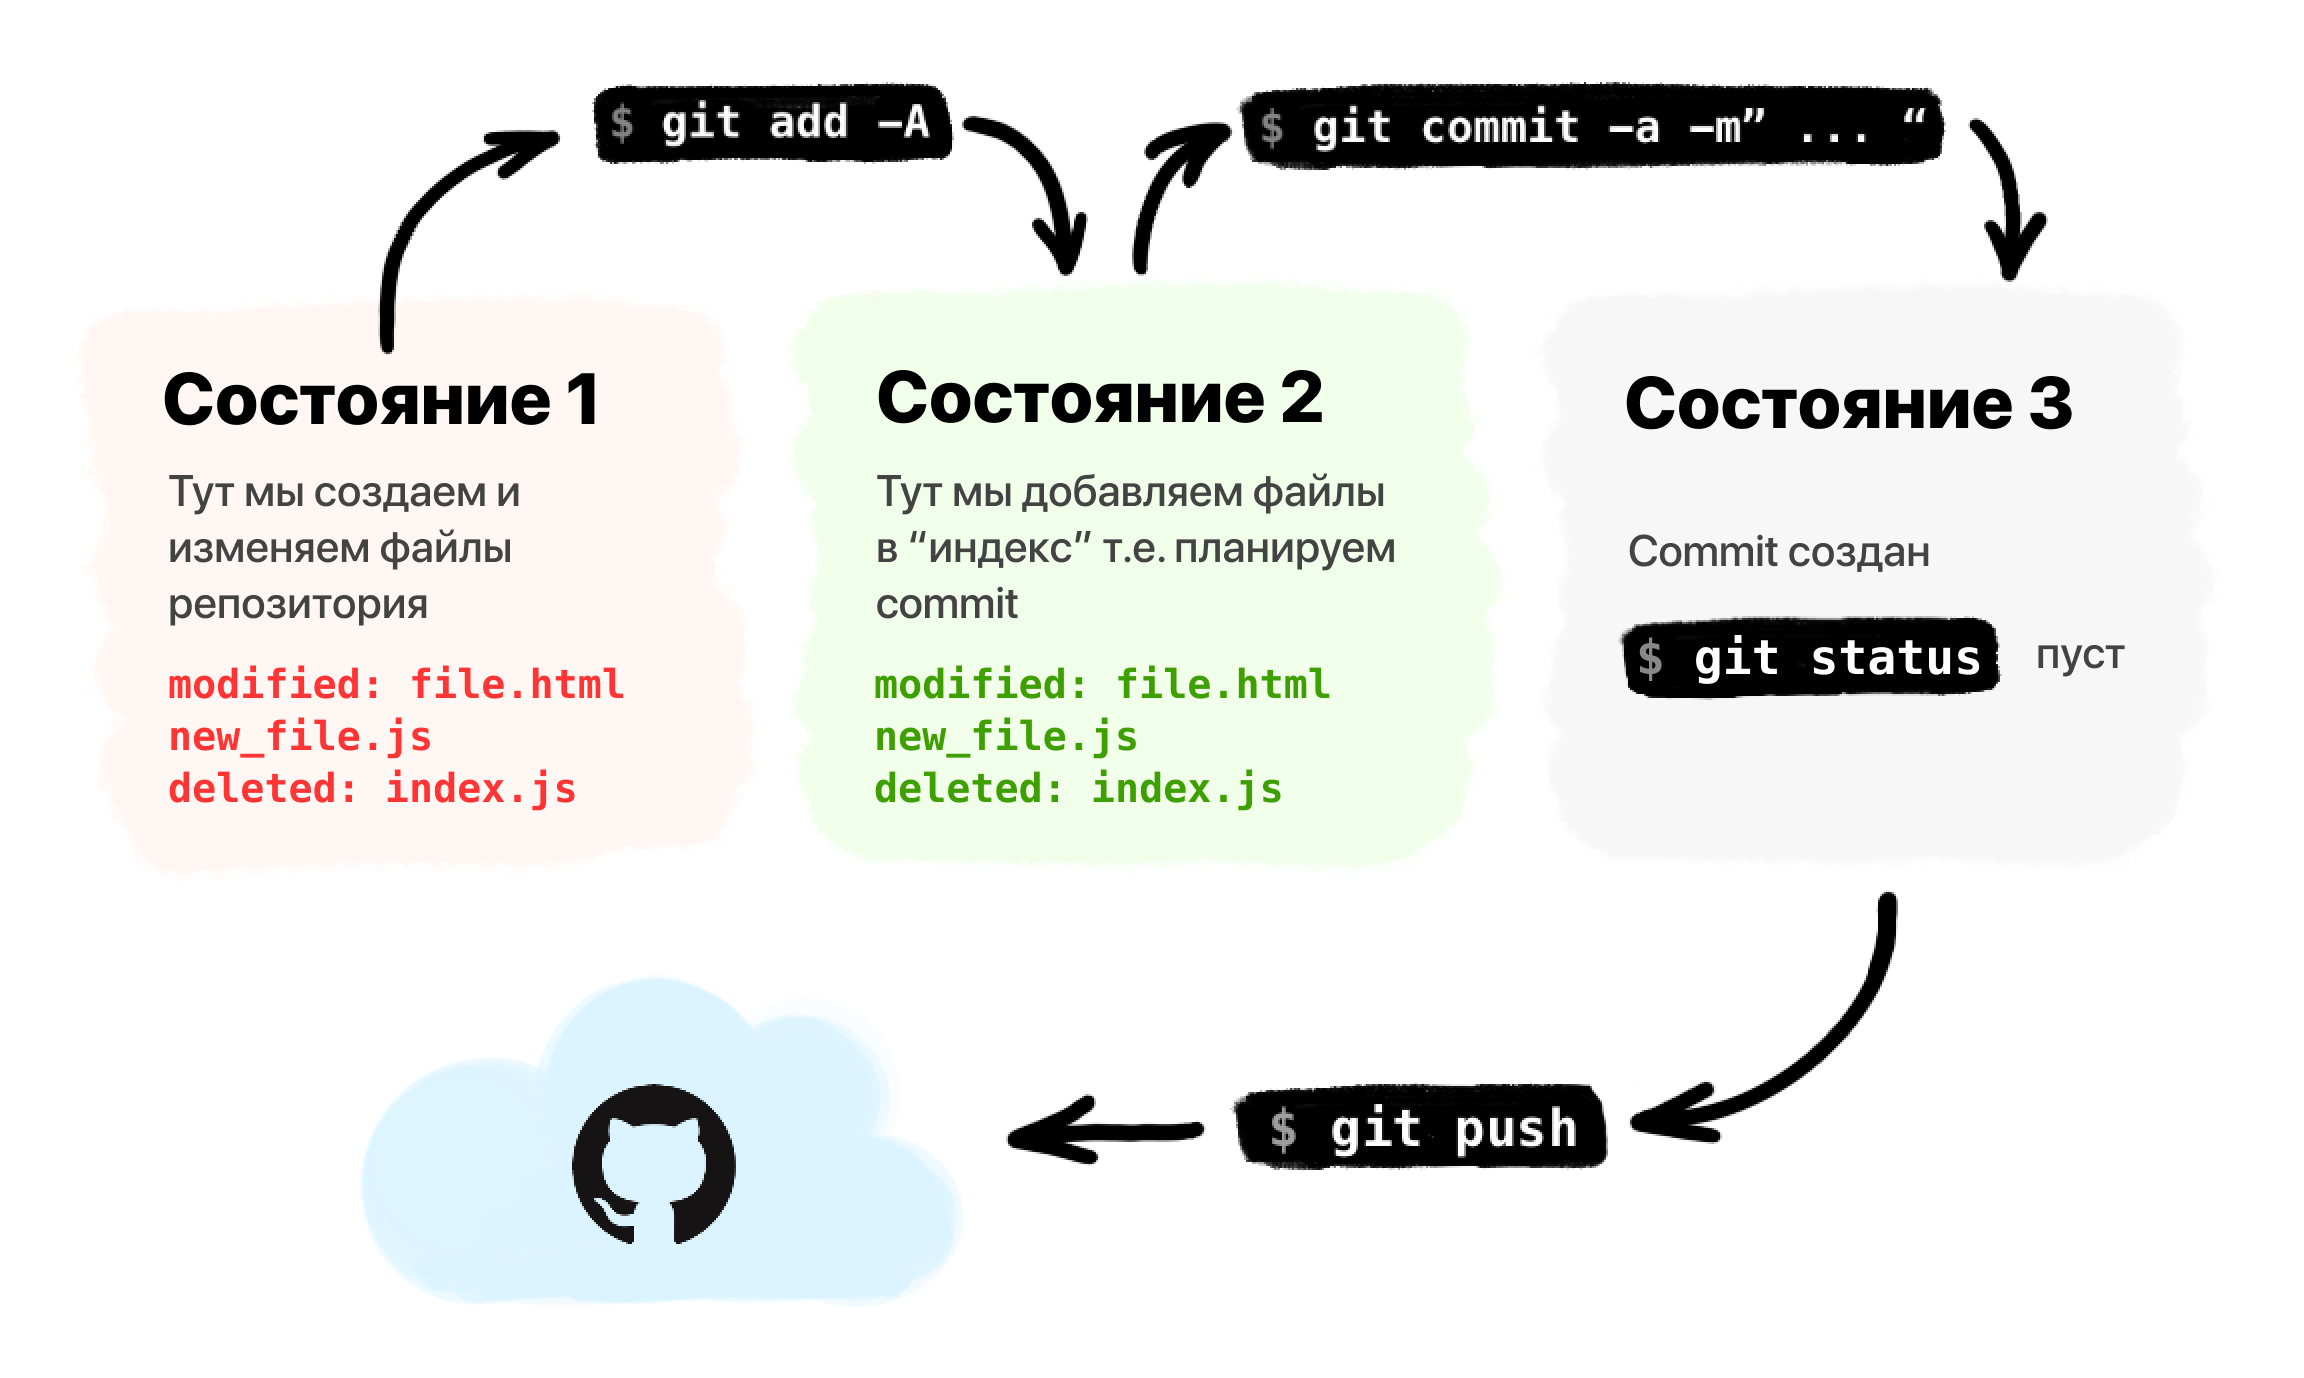 $ git add -A
$ git commit -a -m” ... “
Состояние 1
Тут мы создаем и
изменяем файлы
репозитория
modified: file.html
new_file.js
deleted: index.js
Состояние 2
Тут мы добавляем файлы
в “индекс” т.е. планируем
commit
modified: file.html
new_file.js
deleted: index.js
Состояние 3
Commit создан
$ git status пуст
$ git push